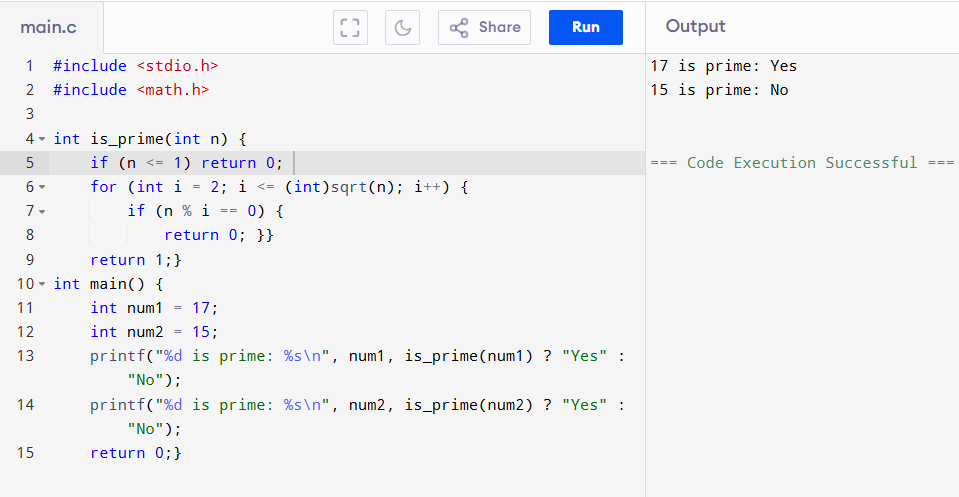 main.c
Share
Run
Output
1 #include <stdio.h>
2 #include <math.h>
3
4 int is_prime(int n) {
5     if (n <= 1) return 0;
6     for (int i = 2; i <= (int)sqrt(n); i++) {
7         if (n % i == 0) {
8             return 0; }}
9     return 1;}
10 int main() {
11     int num1 = 17;
12     int num2 = 15;
13     printf("%d is prime: %s\n", num1, is_prime(num1) ? "Yes" :
        "No");
14     printf("%d is prime: %s\n", num2, is_prime(num2) ? "Yes" :
        "No");
15     return 0;}
17 is prime: Yes
15 is prime: No
=== Code Execution Successful ===